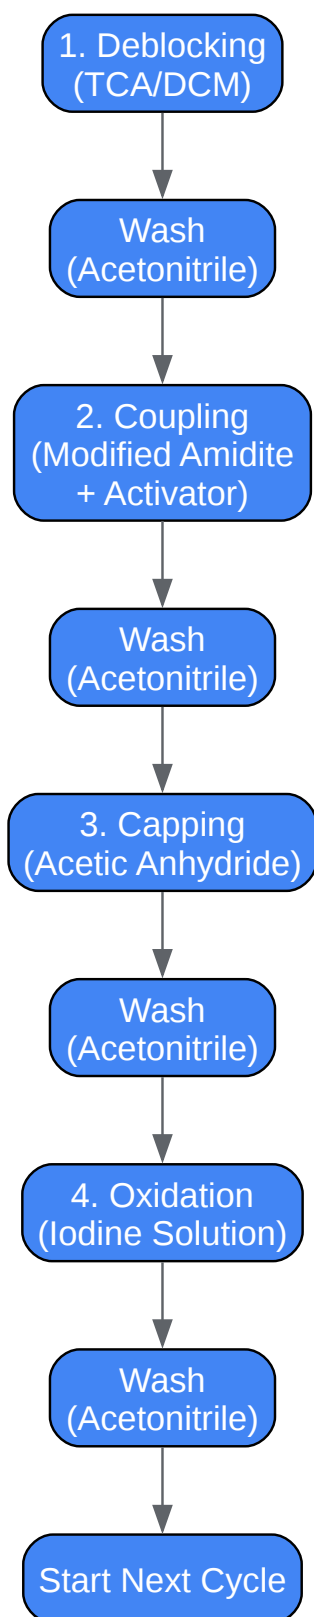 1. Deblocking
(TCA/DCM)
Wash
(Acetonitrile)
2. Coupling
(Modified Amidite
+ Activator)
Wash
(Acetonitrile)
3. Capping
(Acetic Anhydride)
Wash
(Acetonitrile)
4. Oxidation
(Iodine Solution)
Wash
(Acetonitrile)
Start Next Cycle